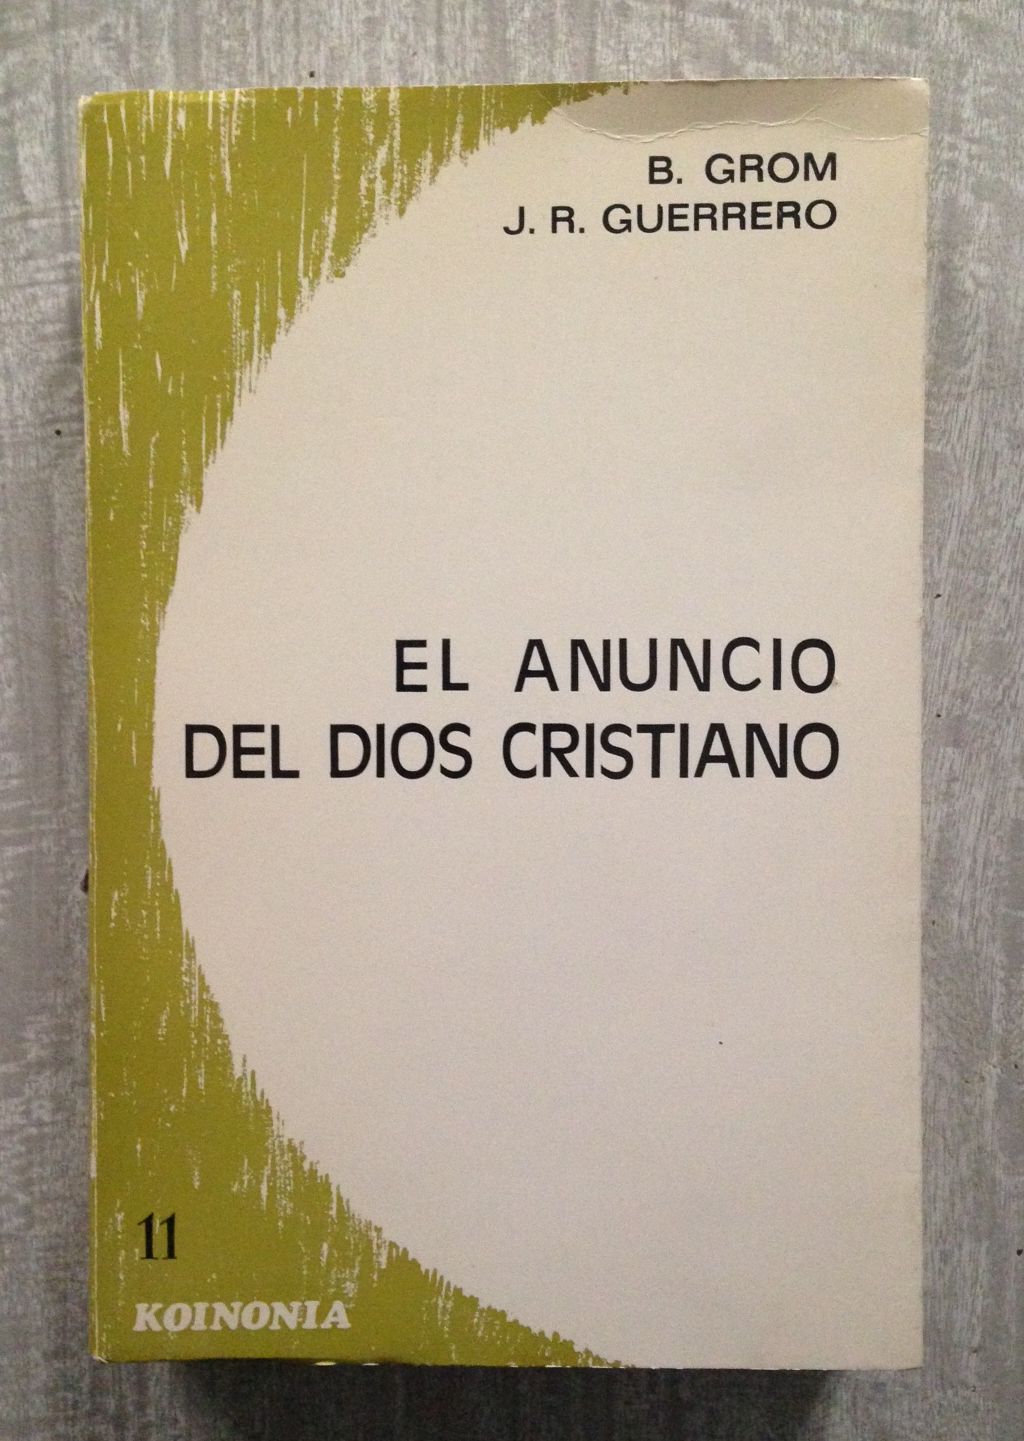 B. GROM
J. R. GUERRERO
EL ANUNCIO
DEL DIOS CRISTIANO
11
KOINONIA